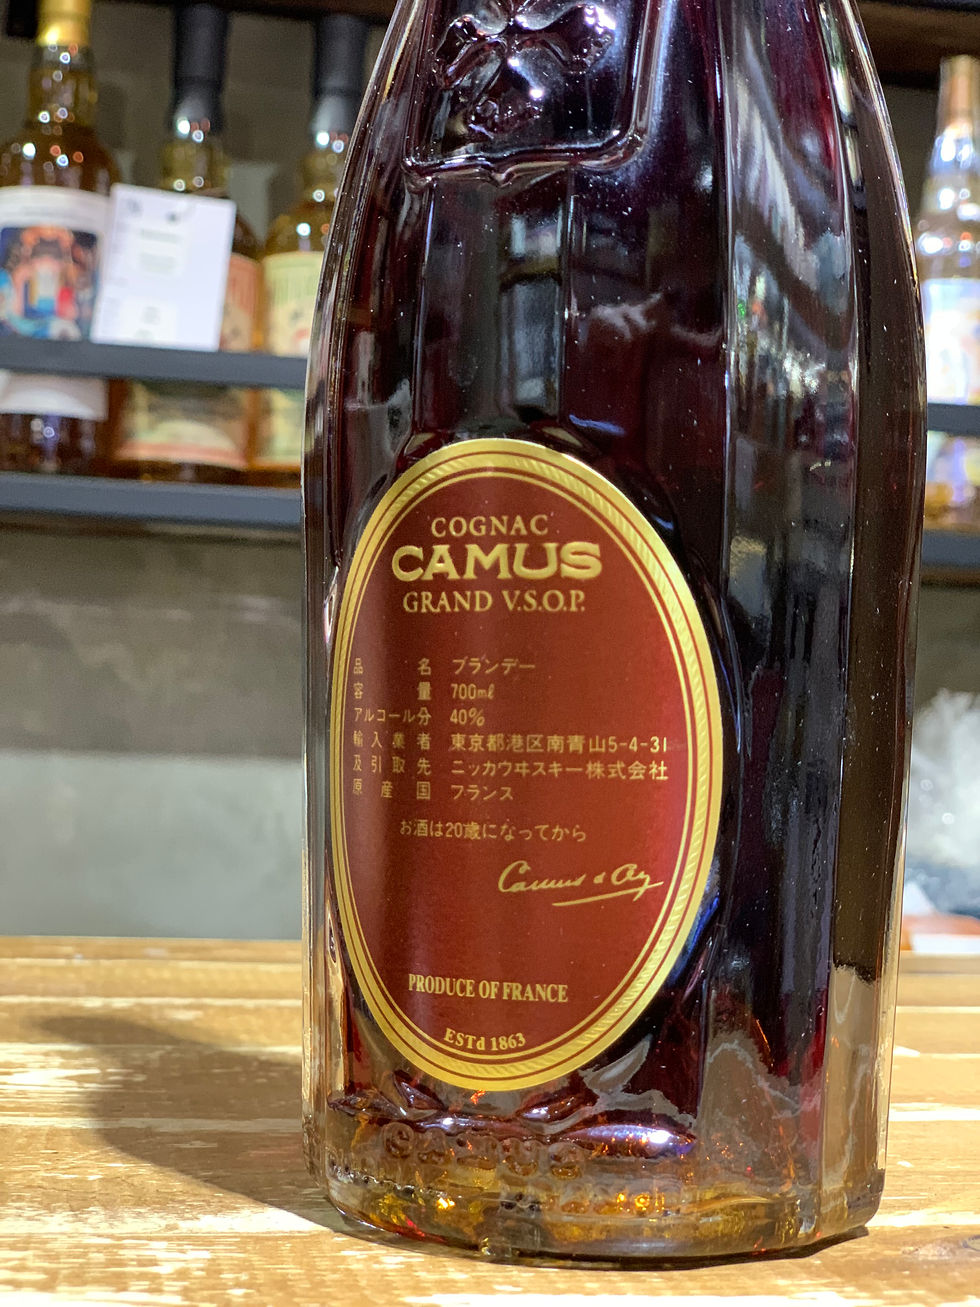 COGNAC
CAMUS
GRAND V.S.O.P.
品 名 ブランデー
容 量 700mℓ
アルコール分 40%
輸入業者 東京都港区南青山5-4-31
及引取先 ニッカウヰスキー株式会社
原産国 フランス
お酒は20歳になってから
Camus & Co
PRODUCE OF FRANCE
ESTd 1863
CAMUS